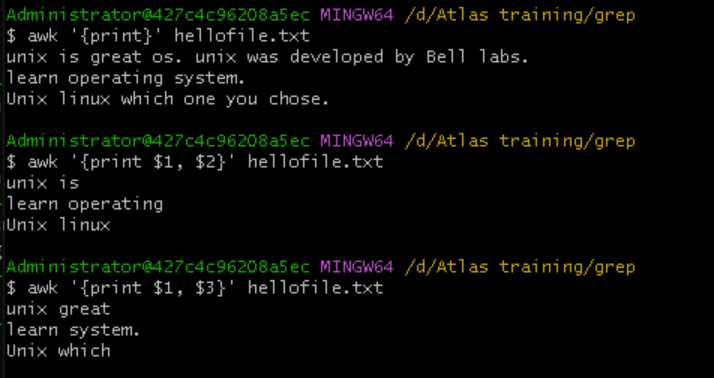 Administrator@427c4c96208a5ec MINGW64 /d/Atlas training/grep
$ awk '{print}' hellofile.txt
unix is great os. unix was developed by Bell labs.
learn operating system.
Unix linux which one you chose.
Administrator@427c4c96208a5ec MINGW64 /d/Atlas training/grep
$ awk '{print $1, $2}' hellofile.txt
unix is
learn operating
Unix linux
Administrator@427c4c96208a5ec MINGW64 /d/Atlas training/grep
$ awk '{print $1, $3}' hellofile.txt
unix great
learn system.
Unix which